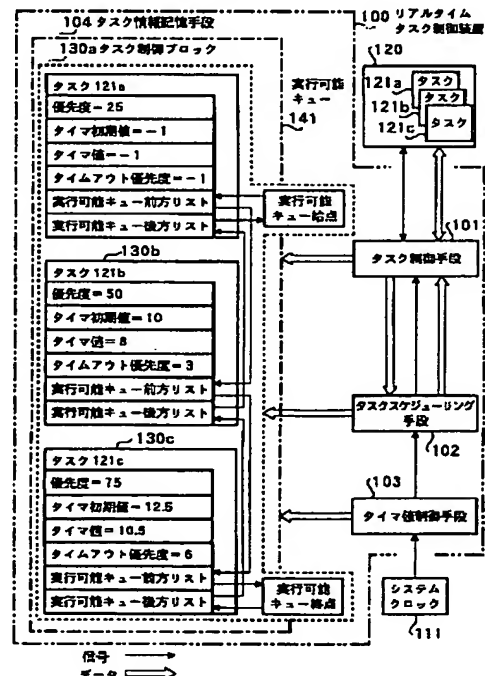 104 タスク情報記憶手段
100 リアルタイム
タスク制御装置
130a タスク制御ブロック
タスク 121a
優先度=25
タイマ初期値=-1
タイマ値=-1
タイムアウト優先度=-1
実行可能キュー前方リスト
実行可能キュー後方リスト
実行可能
キュー
141
実行可能
キュー始点
120
121a タスク
121b タスク
121c タスク
101
タスク制御手段
130b
タスク 121b
優先度=50
タイマ初期値=10
タイマ値=8
タイムアウト優先度=3
実行可能キュー前方リスト
実行可能キュー後方リスト
タスクスケジューリング
手段
102
130c
タスク 121c
優先度=75
タイマ初期値=12.5
タイマ値=10.5
タイムアウト優先度=6
実行可能キュー前方リスト
実行可能キュー後方リスト
実行可能
キュー終点
103
タイマ値制御手段
システム
クロック
111
信号
データ